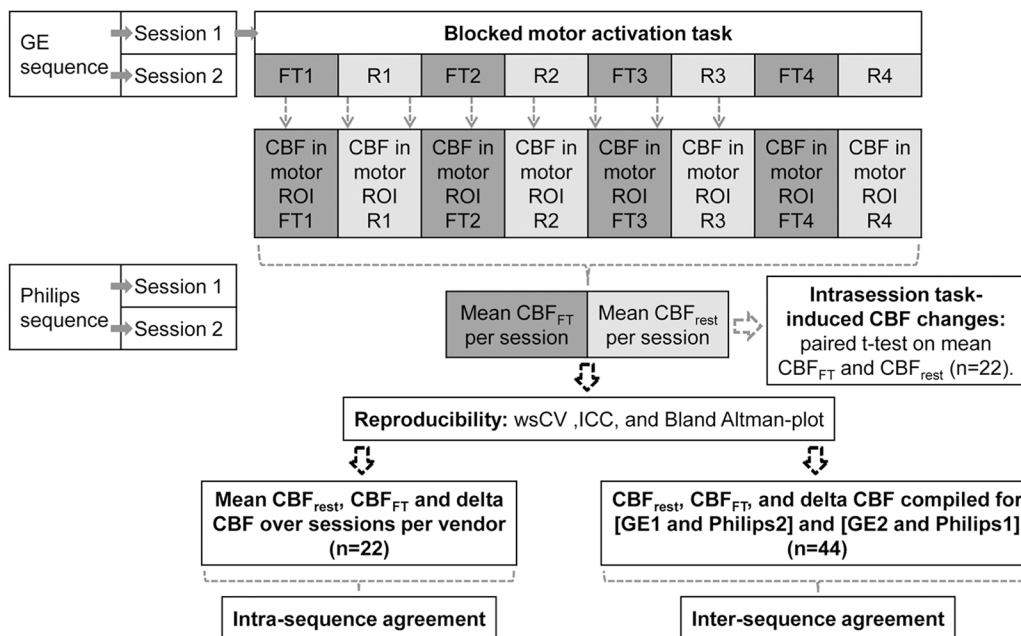 GE
sequence
Session 1
Session 2
Blocked motor activation task
FT1 R1 FT2 R2 FT3 R3 FT4 R4
CBF in motor ROI FT1
CBF in motor ROI R1
CBF in motor ROI FT2
CBF in motor ROI R2
CBF in motor ROI FT3
CBF in motor ROI R3
CBF in motor ROI FT4
CBF in motor ROI R4
Philips
sequence
Session 1
Session 2
Mean CBFFT
per session
Mean CBFrest
per session
Intrasession task-
induced CBF changes:
paired t-test on mean
CBFFT and CBFrest (n=22).
Reproducibility: wsCV ,ICC, and Bland Altman-plot
Mean CBFrest, CBFFT and delta
CBF over sessions per vendor
(n=22)
CBFrest, CBFFT, and delta CBF compiled for
[GE1 and Philips2] and [GE2 and Philips1]
(n=44)
Intra-sequence agreement
Inter-sequence agreement